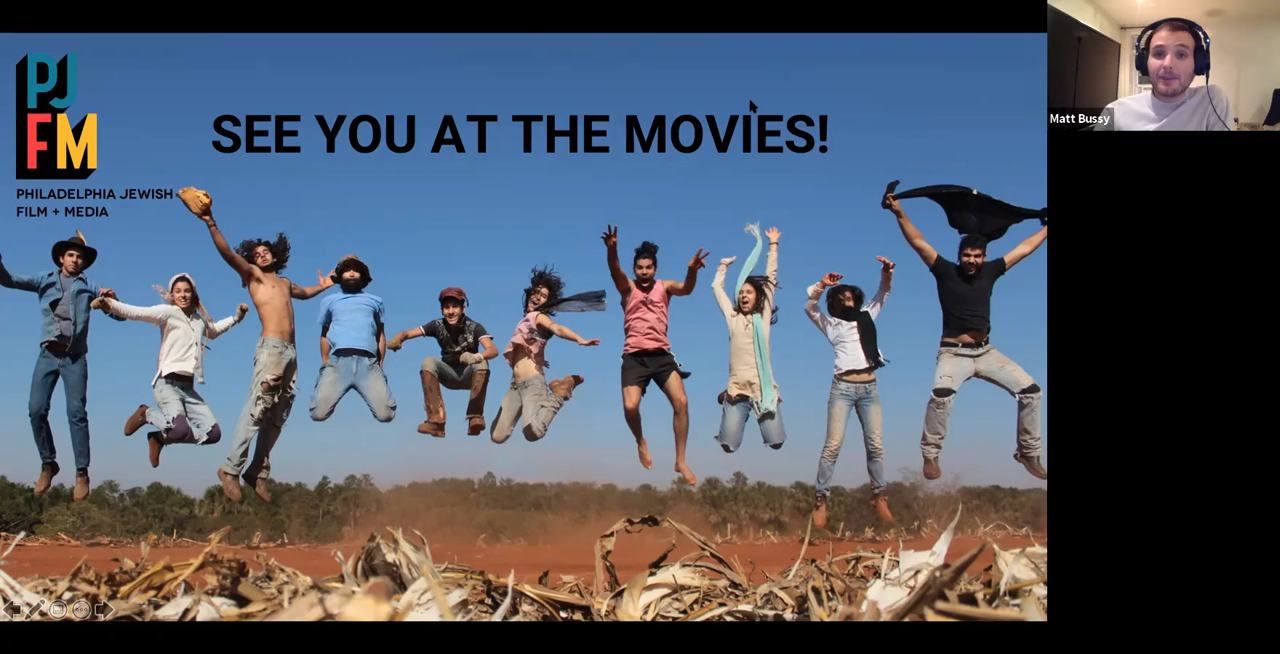 PJ
FM
PHILADELPHIA JEWISH
FILM + MEDIA
SEE YOU AT THE MOVIES!
Matt Bussy